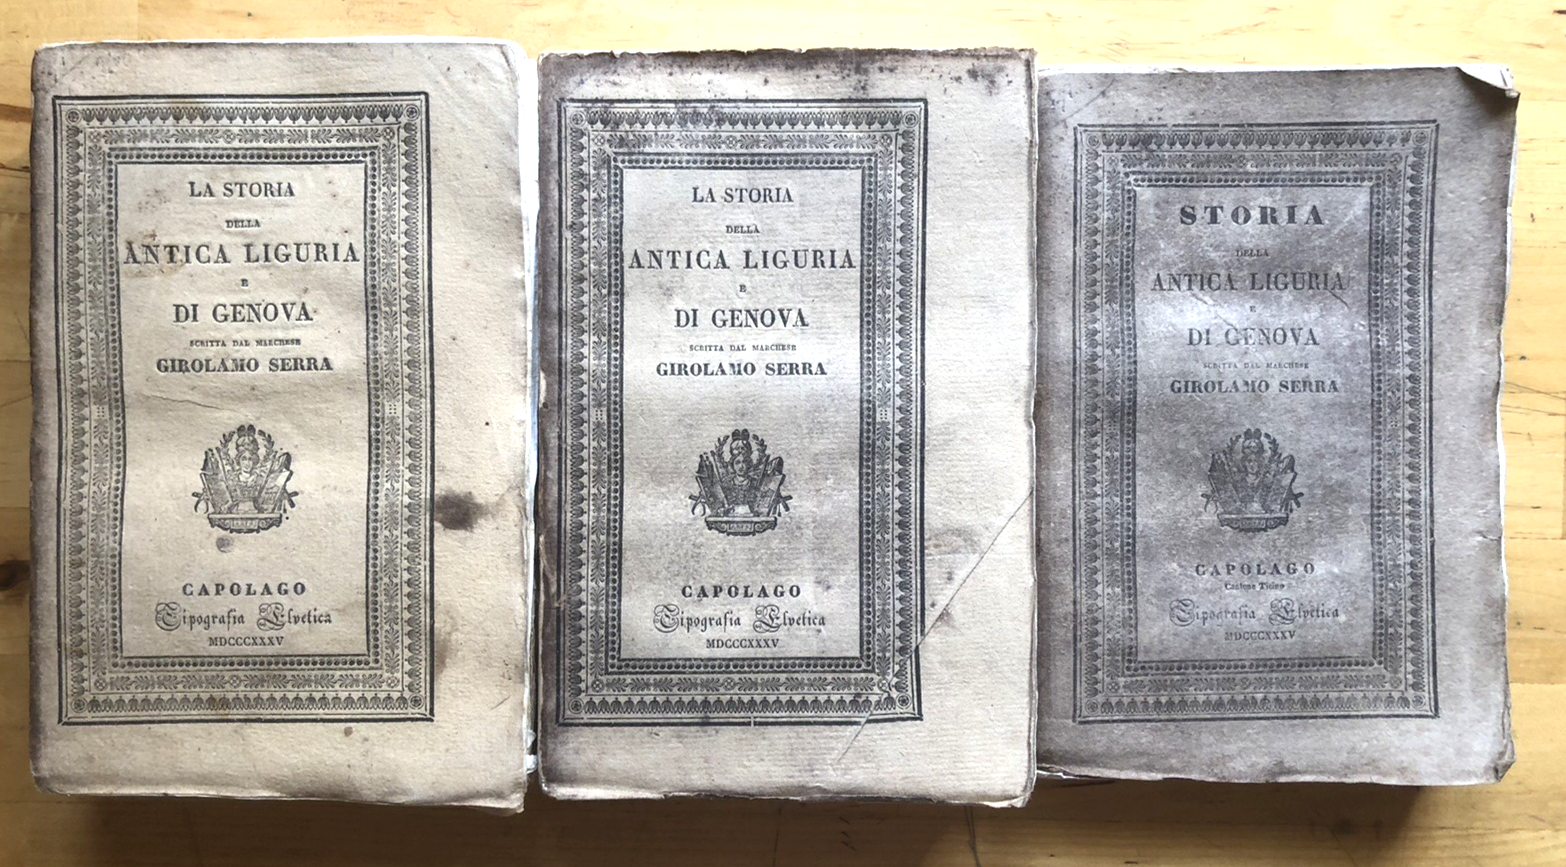 LA STORIA
DELLA
ANTICA LIGURIA
E
DI GENOVA
SCRITTA DAL MARCHESE
GIROLAMO SERRA
CAPOLAGO
Tipografia Elvetica
MDCCCXXXV
LA STORIA
DELLA
ANTICA LIGURIA
E
DI GENOVA
SCRITTA DAL MARCHESE
GIROLAMO SERRA
CAPOLAGO
Tipografia Elvetica
MDCCCXXXV
STORIA
DELLA
ANTICA LIGURIA
E
DI GENOVA
SCRITTA DAL MARCHESE
GIROLAMO SERRA
CAPOLAGO
Cantone Ticino
Tipografia Elvetica
MDCCCXXXV